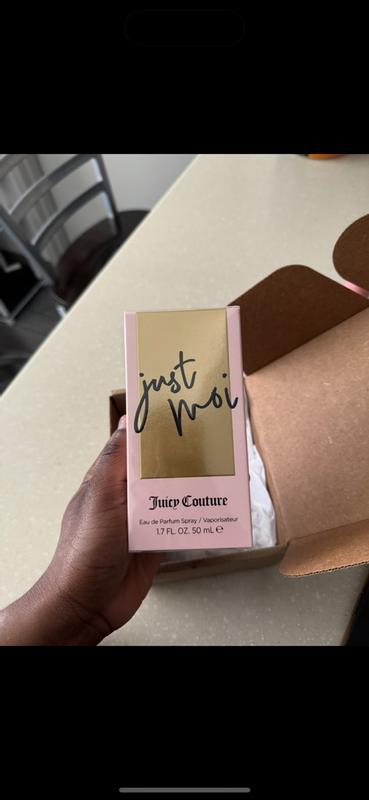 just
moi
Juicy Couture
Eau de Parfum Spray / Vaporisateur
1.7 FL. OZ. 50 mL ℮